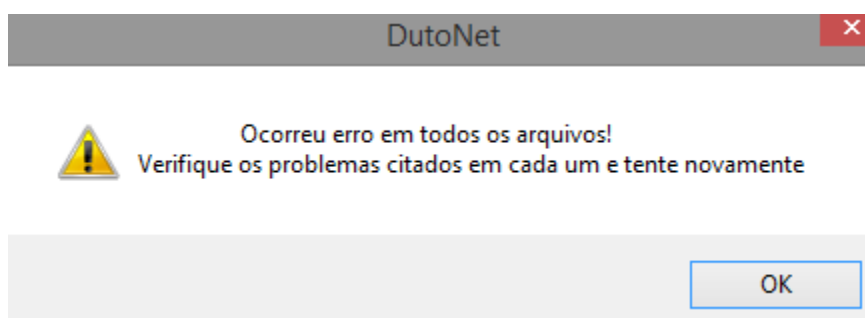 DutoNet
Ocorreu erro em todos os arquivos!
Verifique os problemas citados em cada um e tente novamente
OK